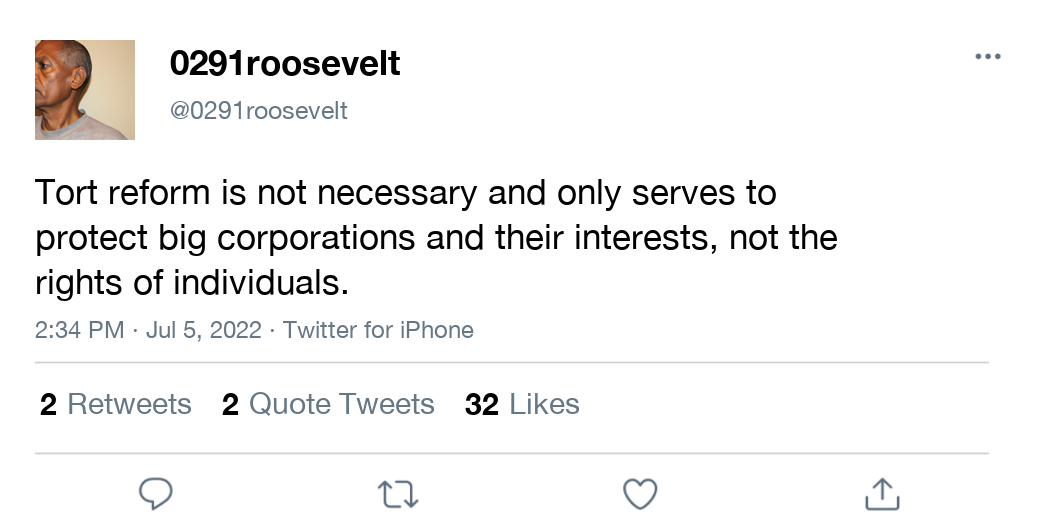 0291roosevelt
@0291roosevelt
Tort reform is not necessary and only serves to
protect big corporations and their interests, not the
rights of individuals.
2:34 PM · Jul 5, 2022 · Twitter for iPhone
2 Retweets 2 Quote Tweets 32 Likes